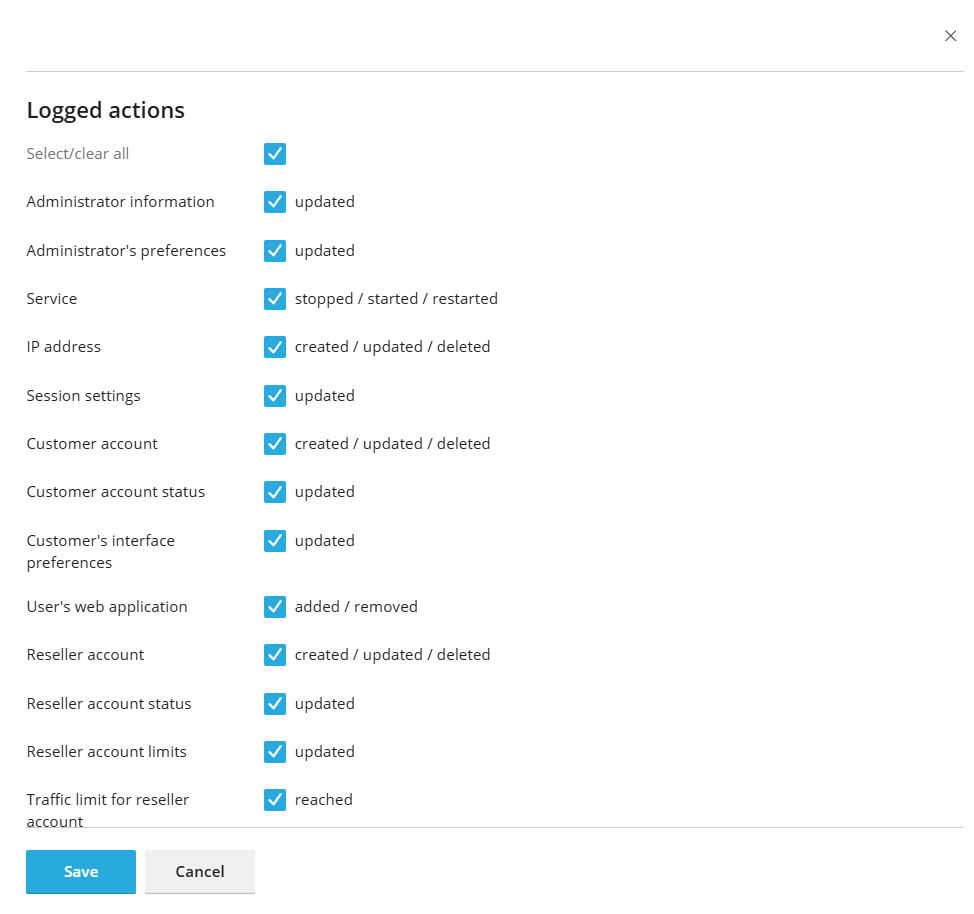 Logged actions
Select/clear all
Administrator information updated
Administrator's preferences updated
Service stopped / started / restarted
IP address created / updated / deleted
Session settings updated
Customer account created / updated / deleted
Customer account status updated
Customer's interface updated
preferences
User's web application added / removed
Reseller account created / updated / deleted
Reseller account status updated
Reseller account limits updated
Traffic limit for reseller reached
account
Save Cancel